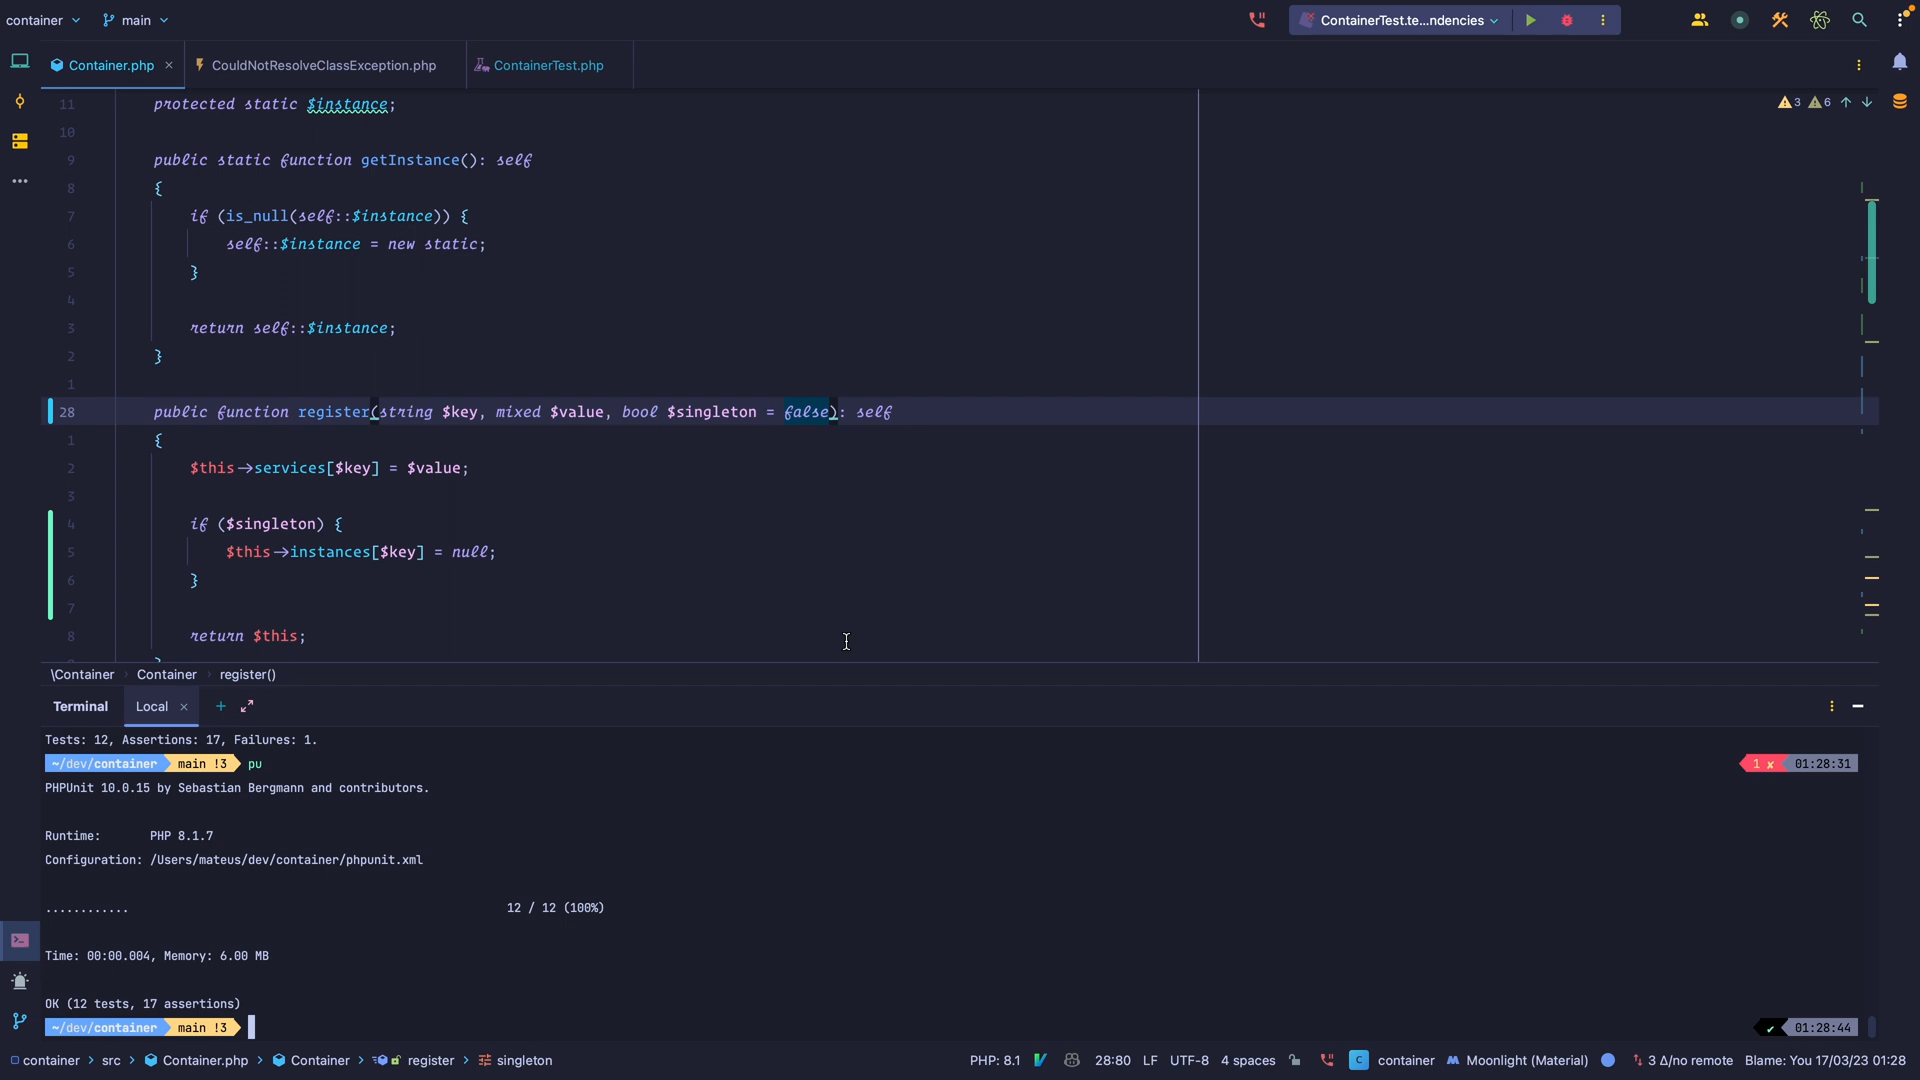 container main ContainerTest.te...ndencies
Container.php CouldNotResolveClassException.php ContainerTest.php
11 protected static $instance; 3 6
10
9 public static function getInstance(): self
8 {
7 if (is_null(self::$instance)) {
6 self::$instance = new static;
5 }
4
3 return self::$instance;
2 }
1
28 public function register(string $key, mixed $value, bool $singleton = false): self
1 {
2 $this->services[$key] = $value;
3
4 if ($singleton) {
5 $this->instances[$key] = null;
6 }
7
8 return $this;
\Container Container register()
Terminal Local
Tests: 12, Assertions: 17, Failures: 1.
~/dev/container main !3 pu 1 x 01:28:31
PHPUnit 10.0.15 by Sebastian Bergmann and contributors.
Runtime: PHP 8.1.7
Configuration: /Users/mateus/dev/container/phpunit.xml
............ 12 / 12 (100%)
Time: 00:00.004, Memory: 6.00 MB
OK (12 tests, 17 assertions)
~/dev/container main !3 ✔ 01:28:44
container > src > Container.php > Container > register > singleton PHP: 8.1 28:80 LF UTF-8 4 spaces C container Moonlight (Material) 3 Δ/no remote Blame: You 17/03/23 01:28